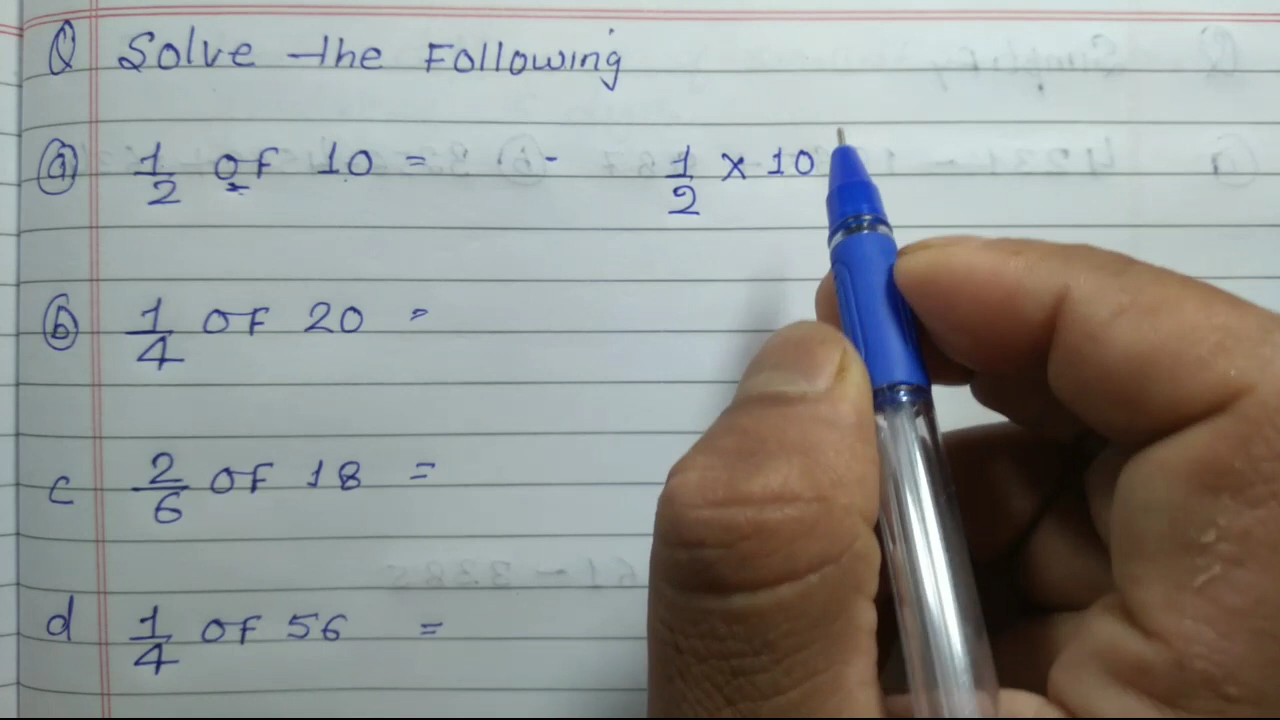 Q Solve the Following
a 1/2 of 10 = - 1/2 × 10
b 1/4 of 20 =
c 2/6 of 18 =
d 1/4 of 56 =